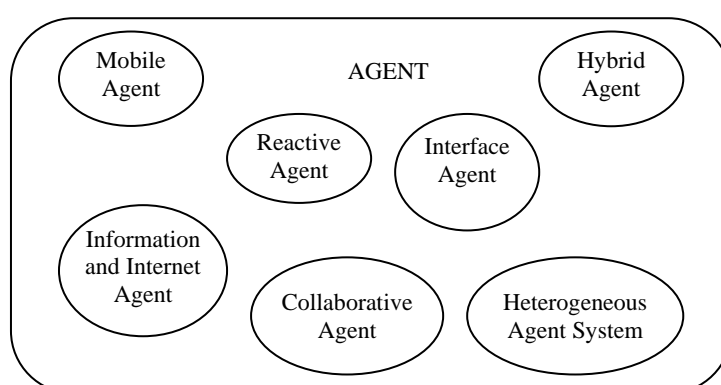 Mobile
Agent
AGENT
Hybrid
Agent
Reactive
Agent
Interface
Agent
Information
and Internet
Agent
Collaborative
Agent
Heterogeneous
Agent System